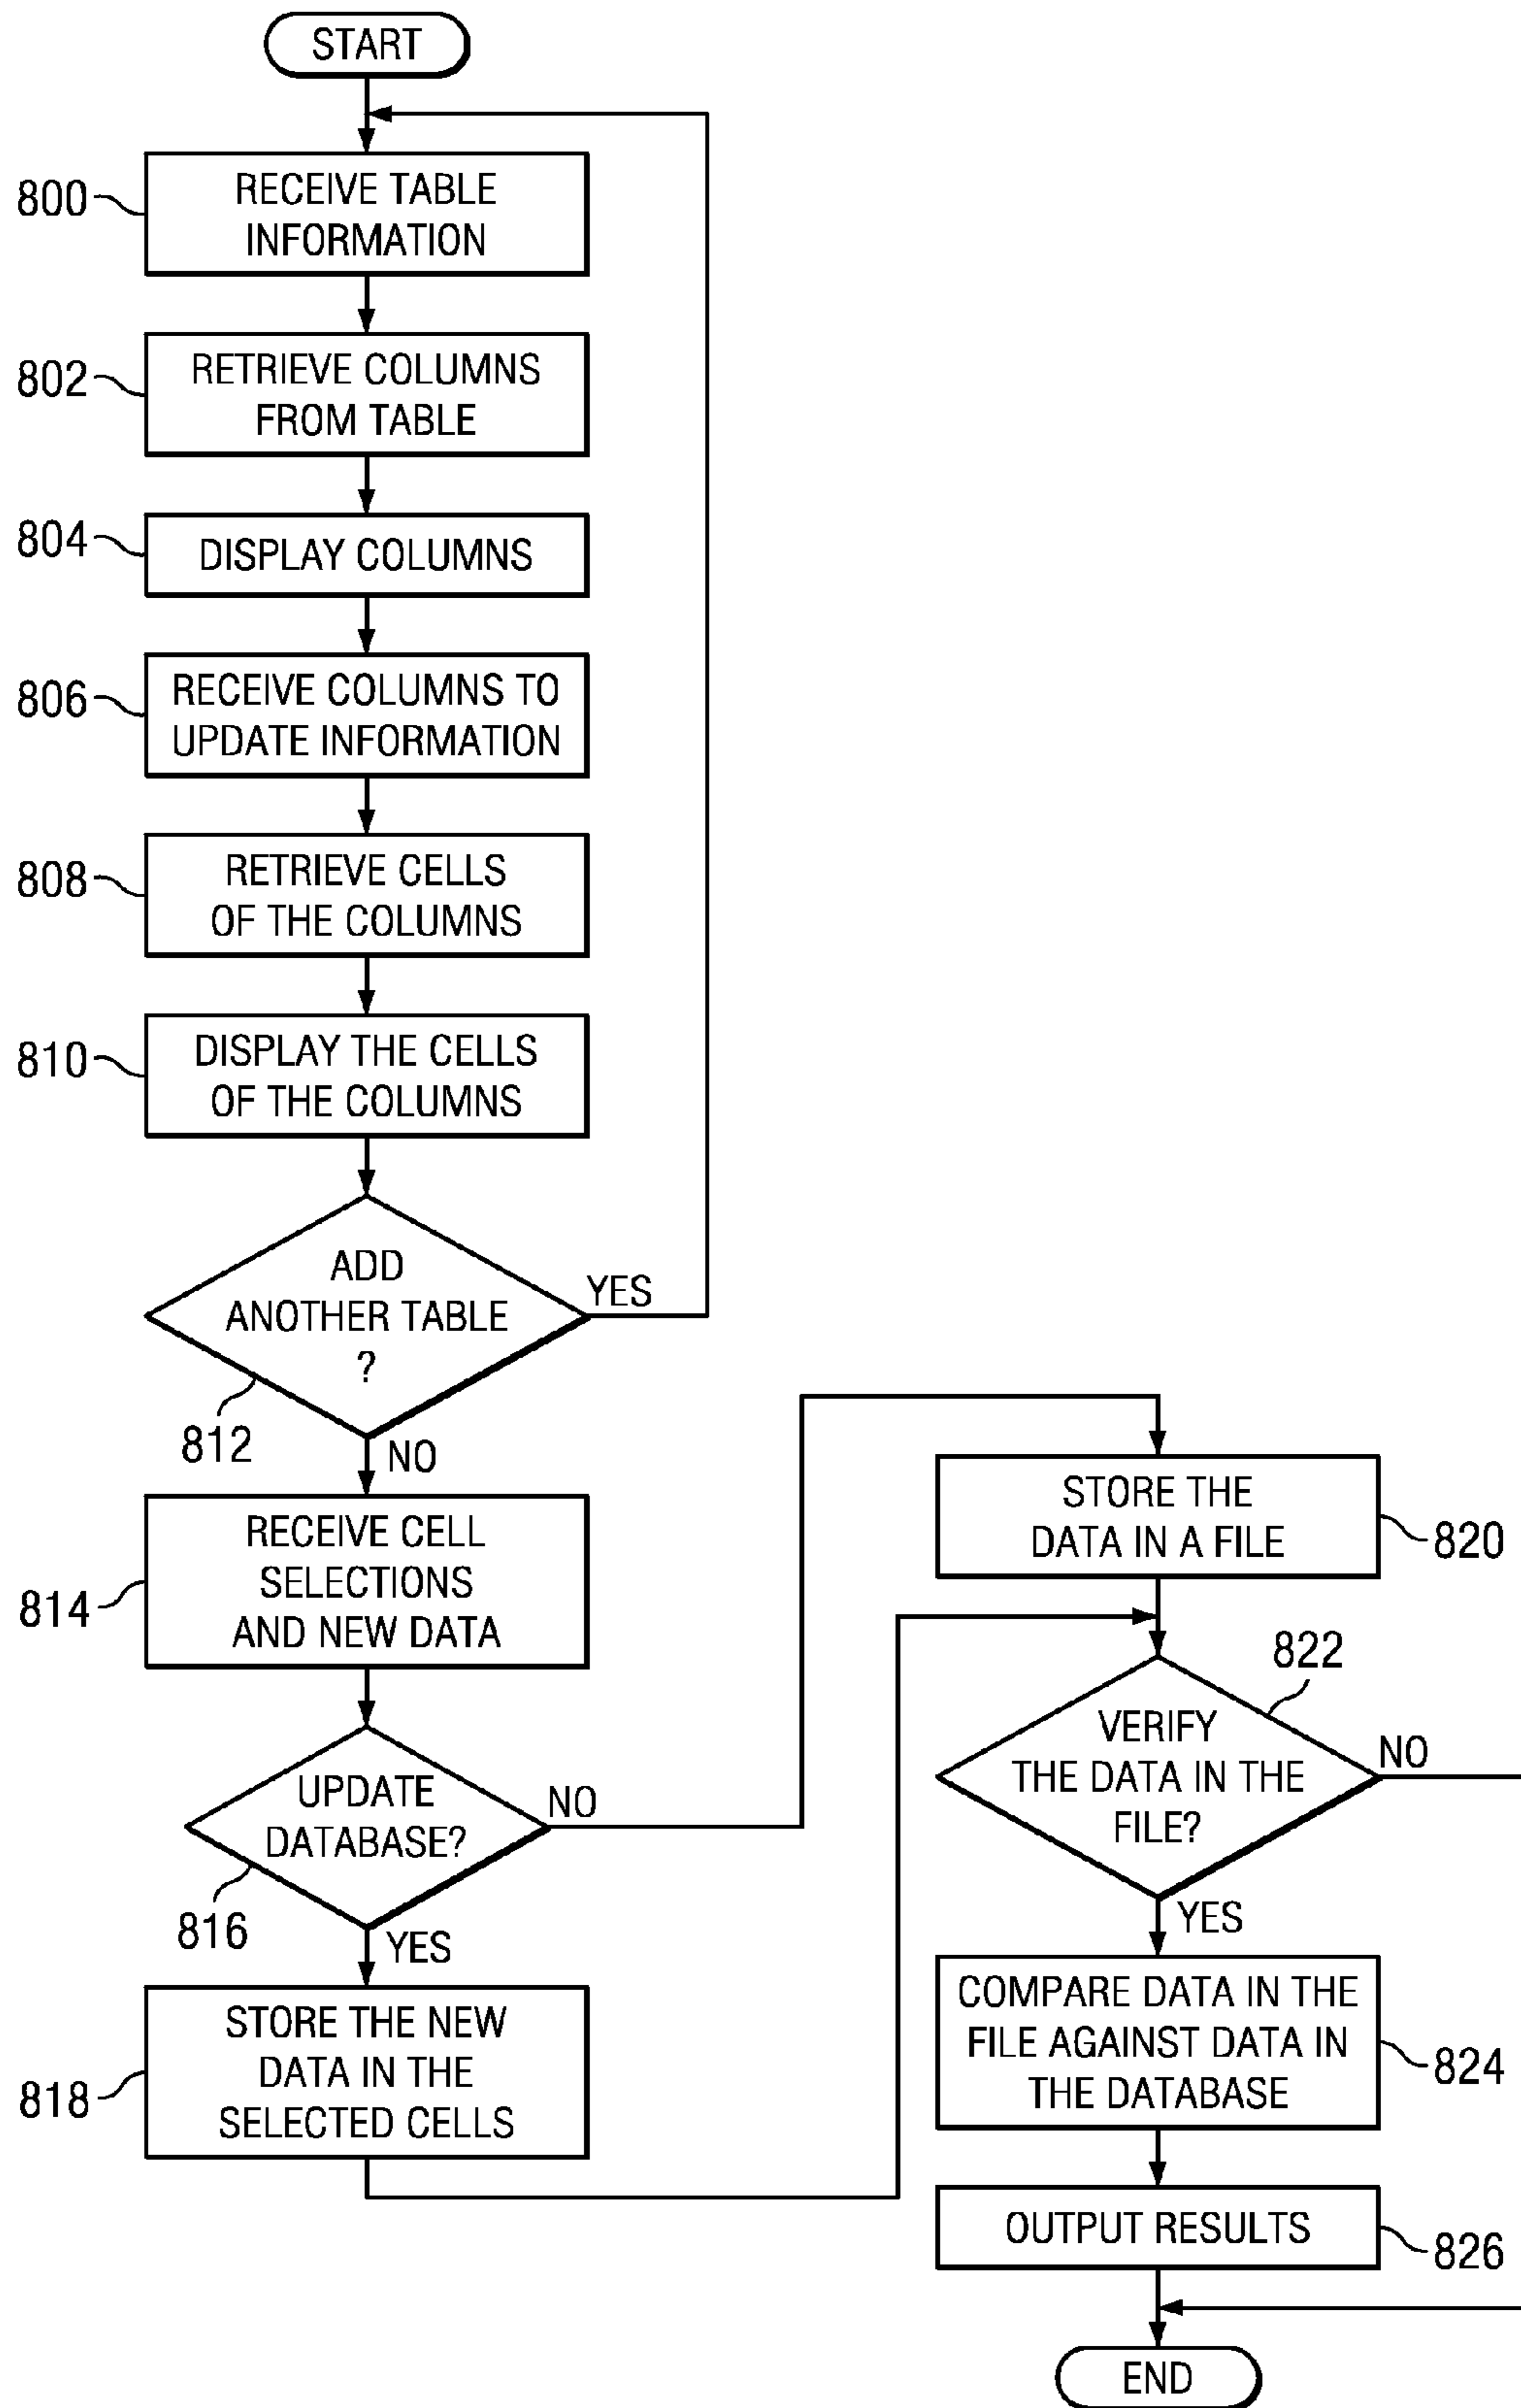 START
800
RECEIVE TABLE
INFORMATION
802
RETRIEVE COLUMNS
FROM TABLE
804
DISPLAY COLUMNS
806
RECEIVE COLUMNS TO
UPDATE INFORMATION
808
RETRIEVE CELLS
OF THE COLUMNS
810
DISPLAY THE CELLS
OF THE COLUMNS
ADD
ANOTHER TABLE
?
YES
812
NO
814
RECEIVE CELL
SELECTIONS
AND NEW DATA
UPDATE
DATABASE?
NO
816
YES
818
STORE THE NEW
DATA IN THE
SELECTED CELLS
STORE THE
DATA IN A FILE
820
822
VERIFY
THE DATA IN THE
FILE?
NO
YES
COMPARE DATA IN THE
FILE AGAINST DATA IN
THE DATABASE
824
OUTPUT RESULTS
826
END